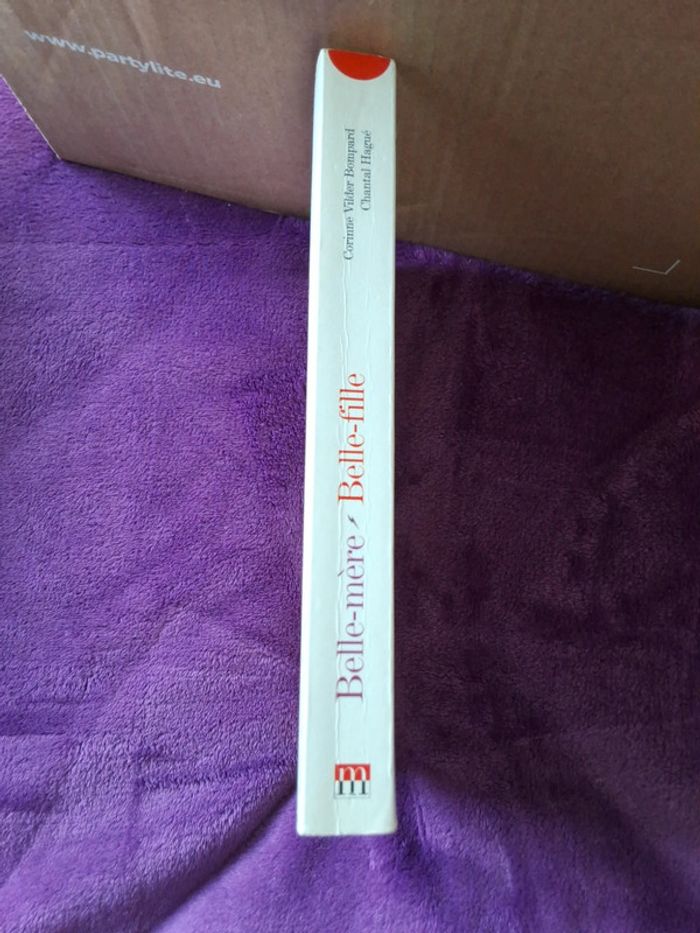 www.partylite.eu
Corinne Vilder Bompard
Chantal Hagué
Belle-mère Belle-fille
m